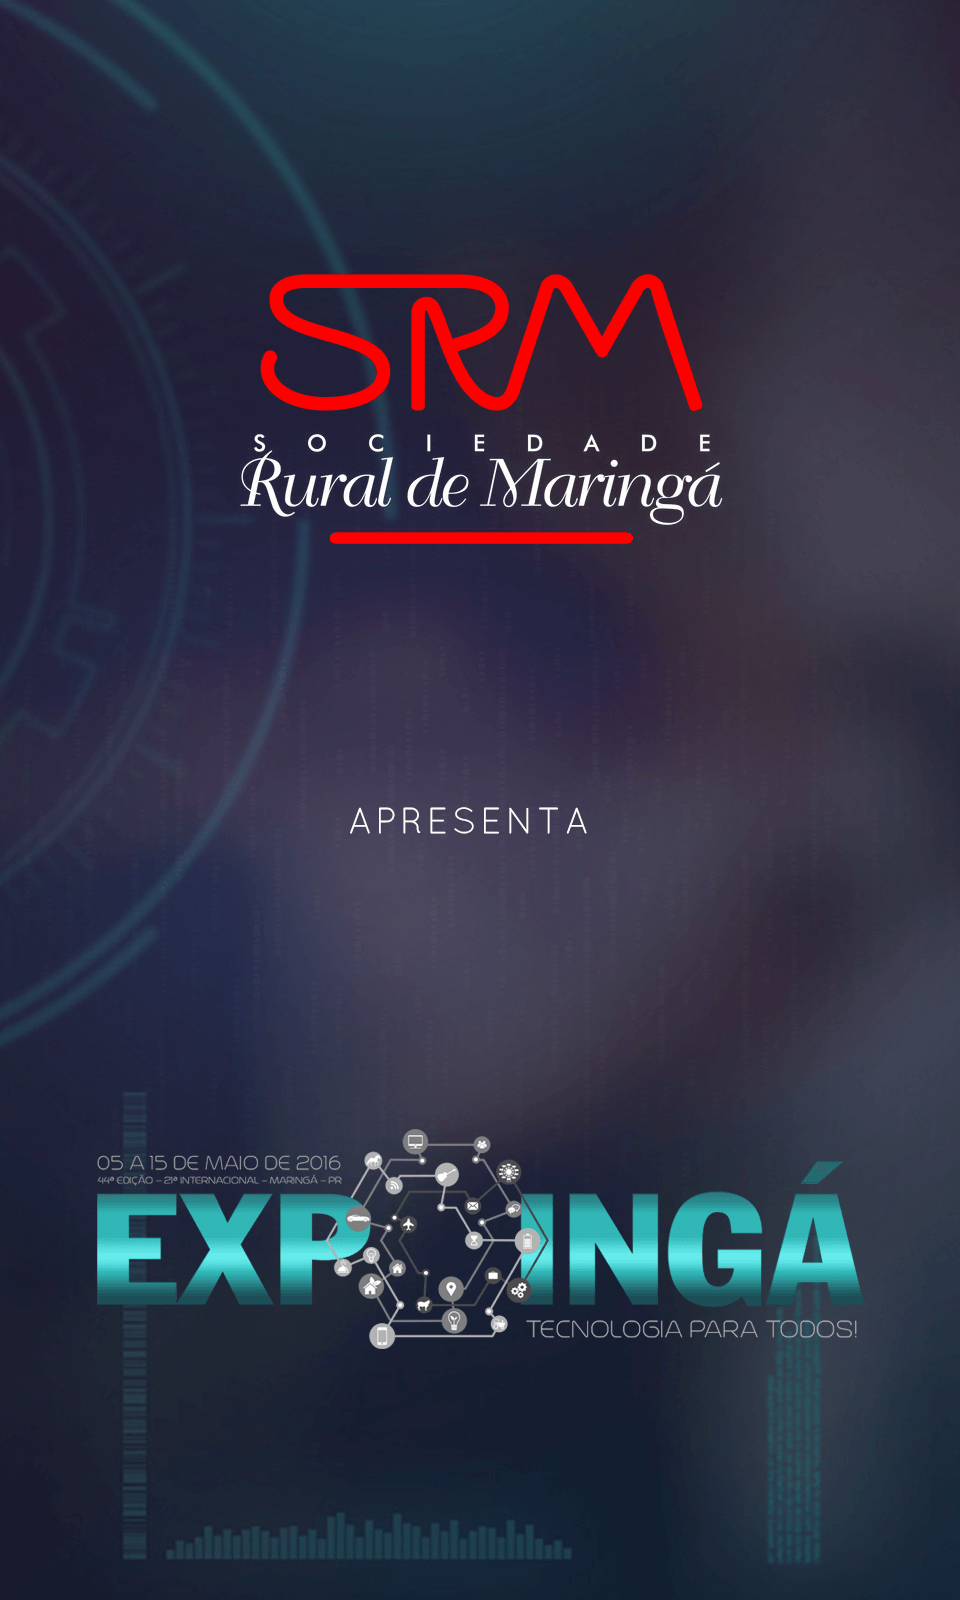 SRM
SOCIEDADE
Rural de Maringá
APRESENTA
05 A 15 DE MAIO DE 2016
44ª EDIÇÃO - 21ª INTERNACIONAL - MARINGÁ - PR
EXPOINGÁ
TECNOLOGIA PARA TODOS!